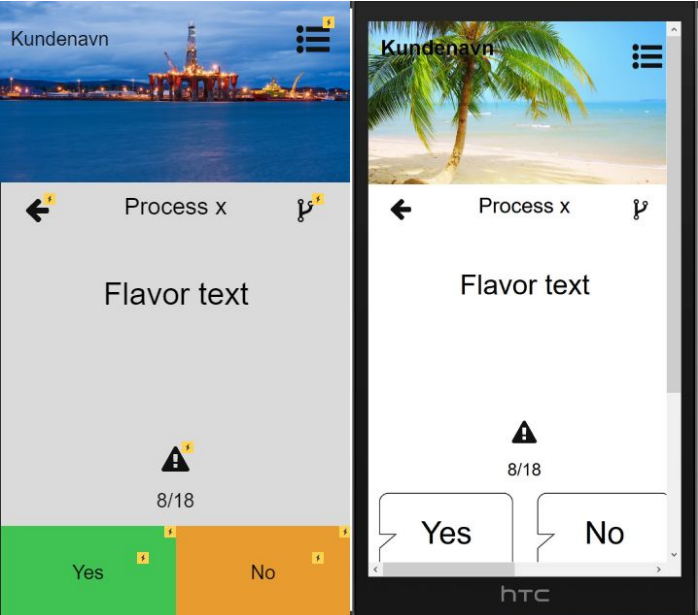 Kundenavn
Process x
Flavor text
8/18
Yes
No
Kundenavn
Process x
Flavor text
8/18
Yes
No
hTC